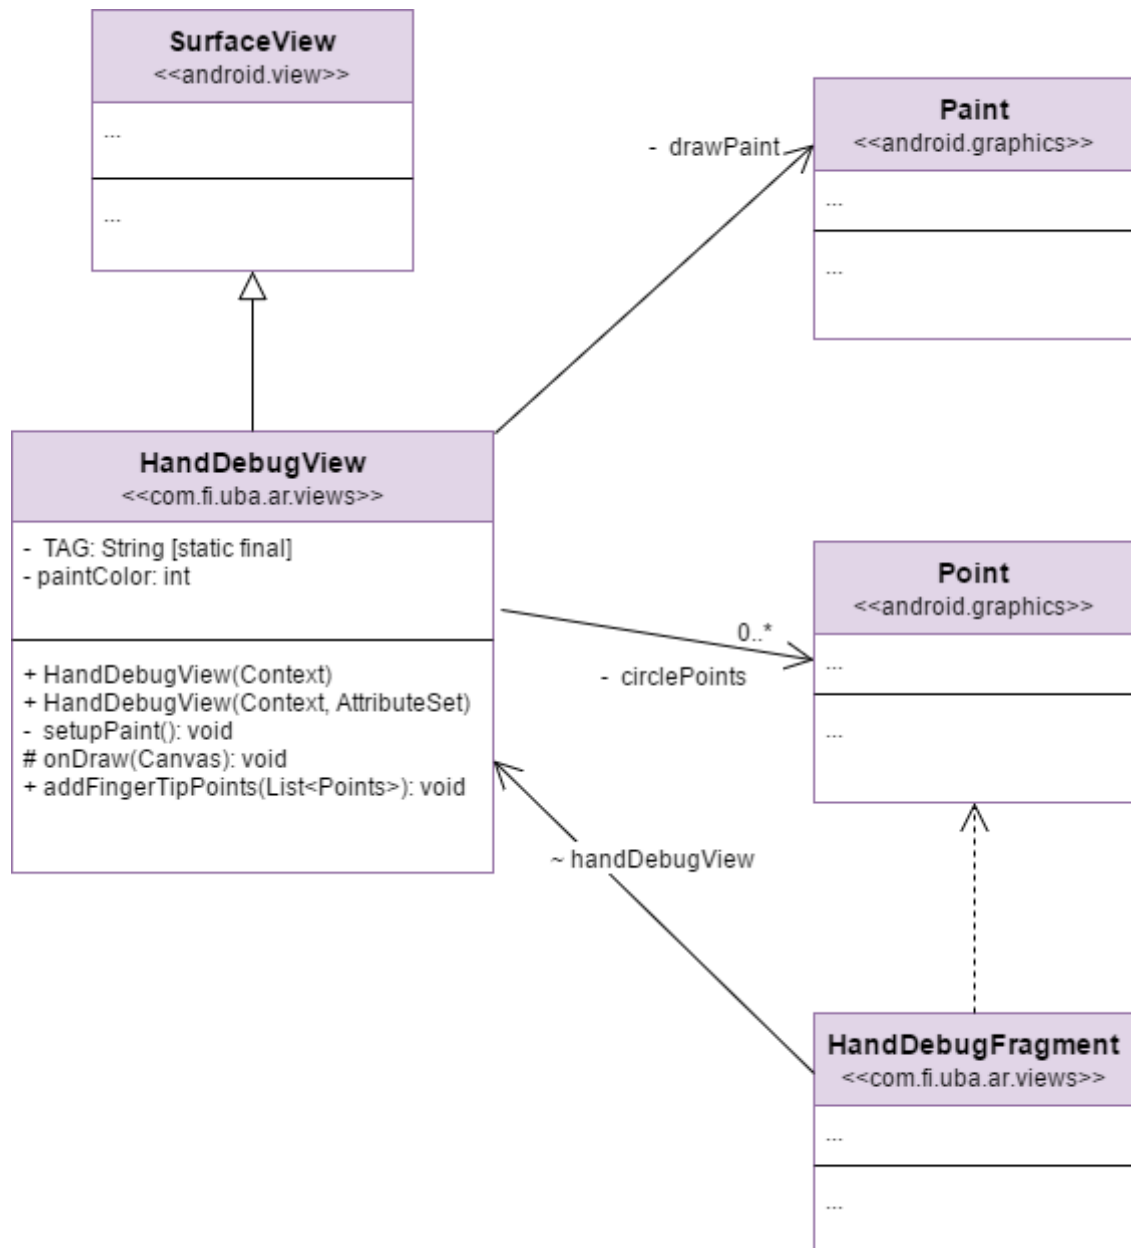 SurfaceView
<<android.view>>
...
...
Paint
<<android.graphics>>
...
...
- drawPaint
HandDebugView
<<com.fi.uba.ar.views>>
- TAG: String [static final]
- paintColor: int
+ HandDebugView(Context)
+ HandDebugView(Context, AttributeSet)
- setupPaint(): void
# onDraw(Canvas): void
+ addFingerTipPoints(List<Points>): void
Point
<<android.graphics>>
...
...
0..*
- circlePoints
~ handDebugView
HandDebugFragment
<<com.fi.uba.ar.views>>
...
...